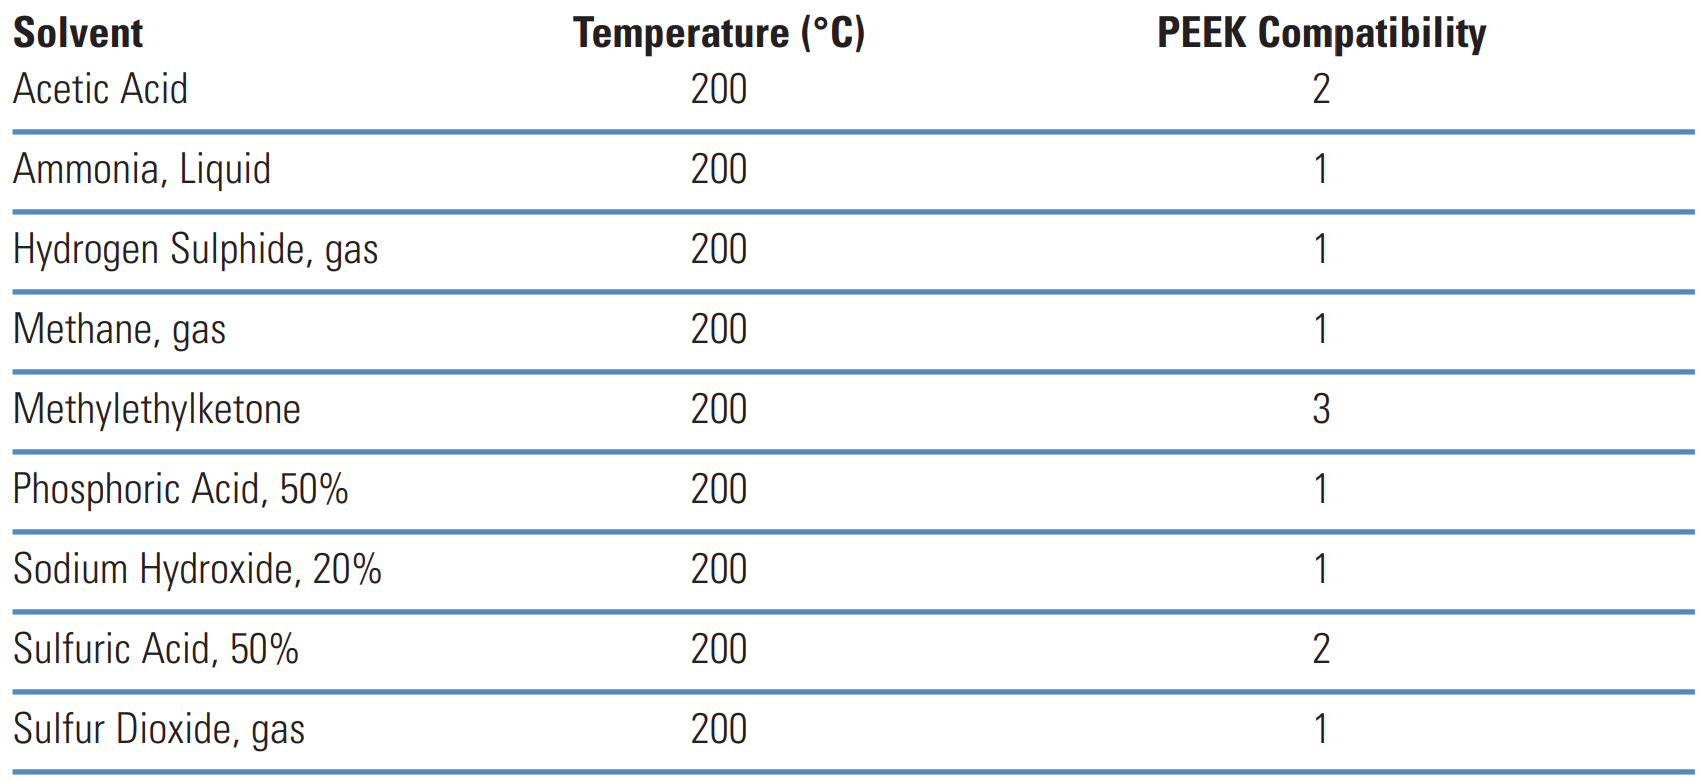 Solvent Temperature (°C) PEEK Compatibility
Acetic Acid 200 2
Ammonia, Liquid 200 1
Hydrogen Sulphide, gas 200 1
Methane, gas 200 1
Methylethylketone 200 3
Phosphoric Acid, 50% 200 1
Sodium Hydroxide, 20% 200 1
Sulfuric Acid, 50% 200 2
Sulfur Dioxide, gas 200 1